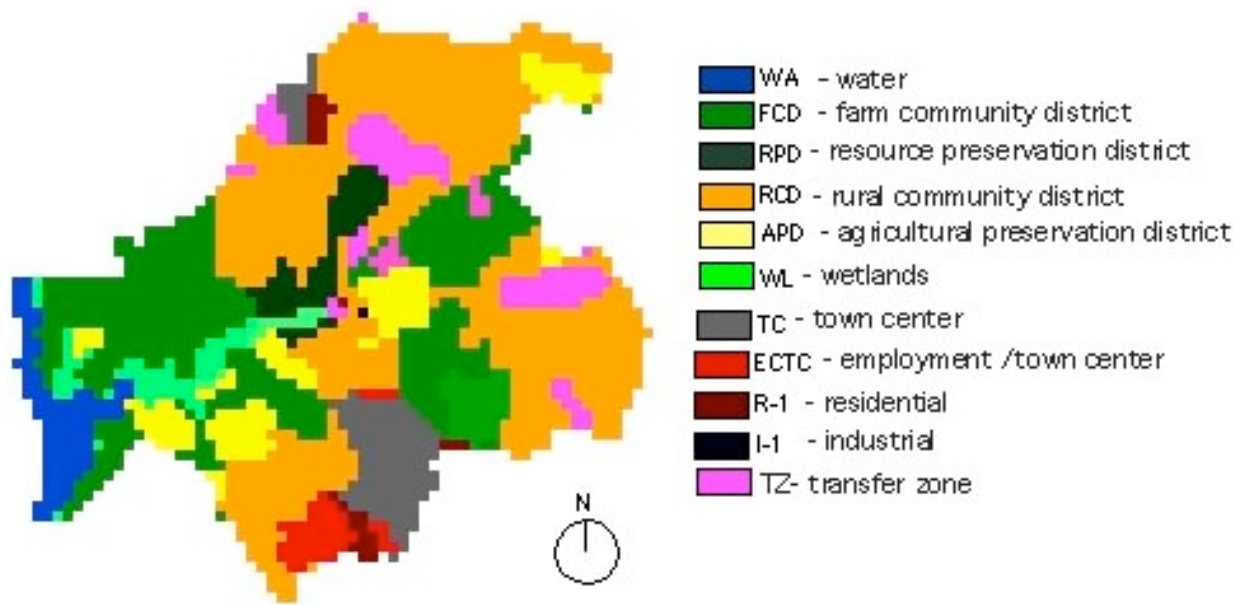 WA - water
FCD - farm community district
RPD - resource preservation district
RCD - rural community district
APD - agricultural preservation district
WL - wetlands
TC - town center
ECTC - employment /town center
R-1 - residential
I-1 - industrial
TZ- transfer zone
N